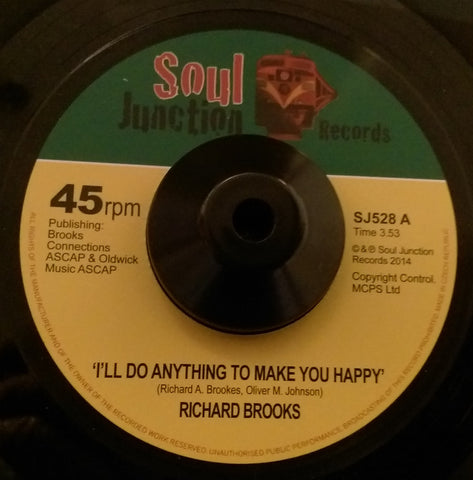 Soul
Junction
Records
45rpm
Publishing:
Brooks
Connections
ASCAP & Oldwick
Music ASCAP
SJ528 A
Time 3.53
©&℗ Soul Junction
Records 2014
Copyright Control.
MCPS Ltd
'I'LL DO ANYTHING TO MAKE YOU HAPPY'
(Richard A. Brookes, Oliver M. Johnson)
RICHARD BROOKS
ALL RIGHTS OF THE MANUFACTURER AND OF THE OWNER OF THE RECORDED WORK RESERVED. UNAUTHORISED PUBLIC PERFORMANCE, BROADCASTING OF THIS RECORD PROHIBITED. MADE IN CZECH REPUBLIC